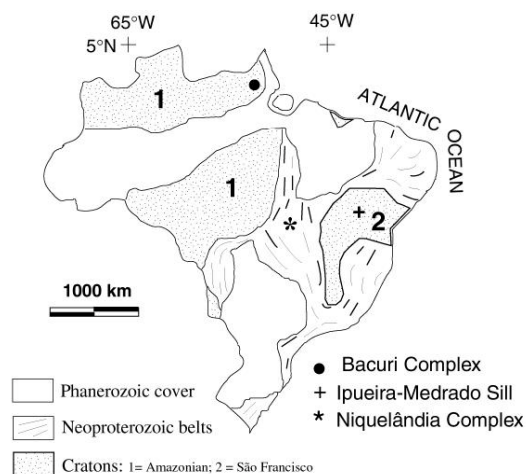 65°W
45°W
5°N
ATLANTIC OCEAN
1
1
2
1000 km
Bacuri Complex
Ipueira-Medrado Sill
Niquelândia Complex
Phanerozoic cover
Neoproterozoic belts
Cratons: 1= Amazonian; 2 = São Francisco